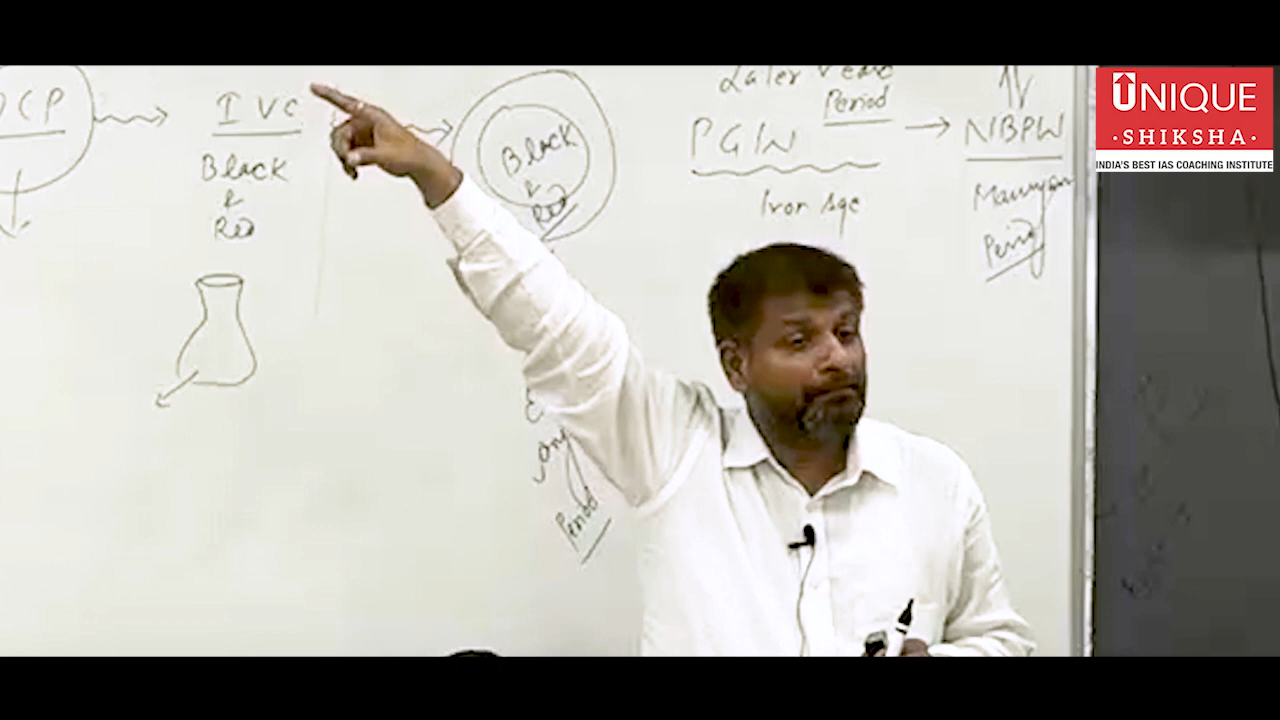 OCP
IVC
Black
&
Red
Black
&
Red
Later
Period
PGW
Iron Age
NBPW
Mauryan
Period
Period
UNIQUE
·SHIKSHA·
INDIA'S BEST IAS COACHING INSTITUTE